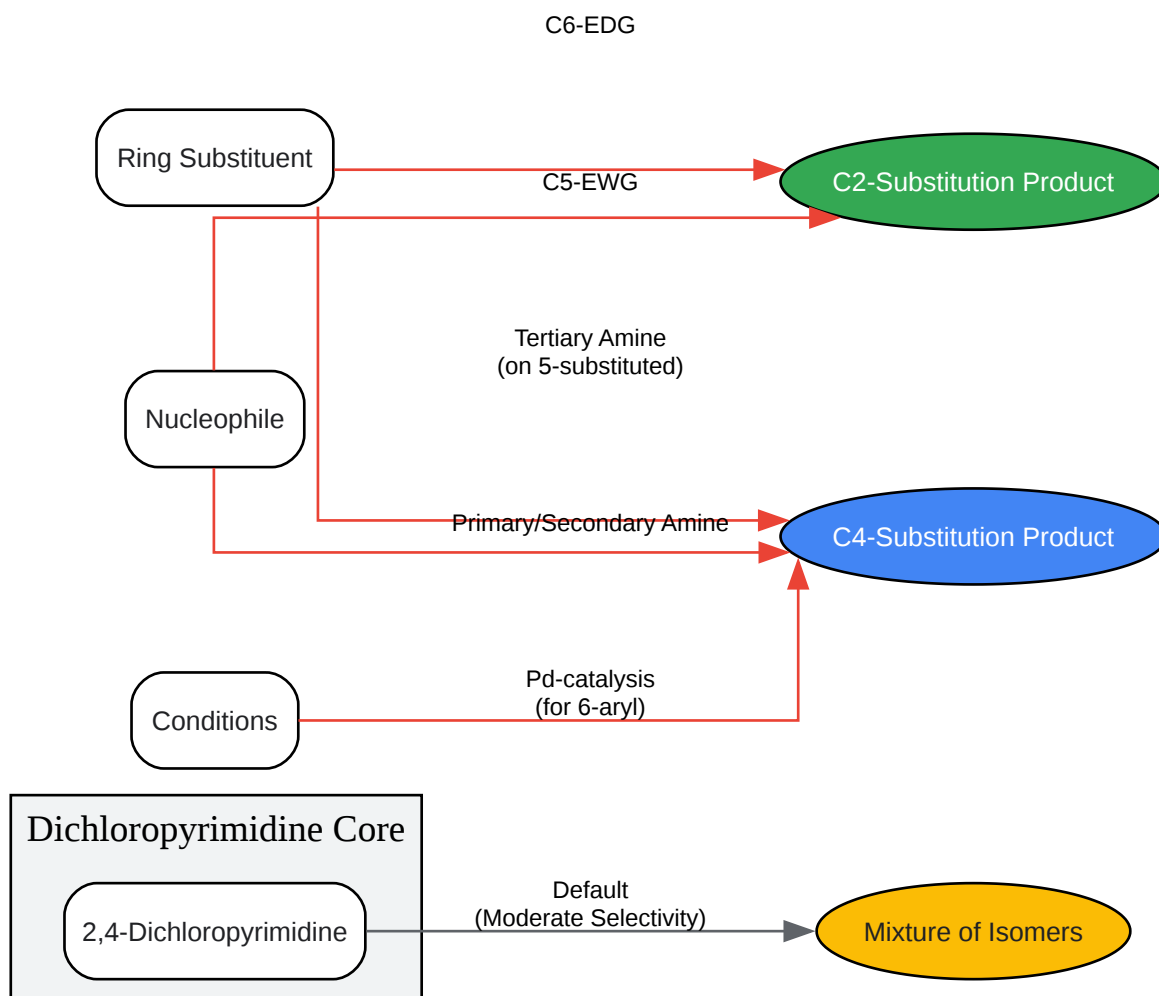 C6-EDG
Ring Substituent
C5-EWG
C2-Substitution Product
Tertiary Amine
(on 5-substituted)
Nucleophile
Primary/Secondary Amine
C4-Substitution Product
Pd-catalysis
(for 6-aryl)
Conditions
Dichloropyrimidine Core
2,4-Dichloropyrimidine
Default
(Moderate Selectivity)
Mixture of Isomers